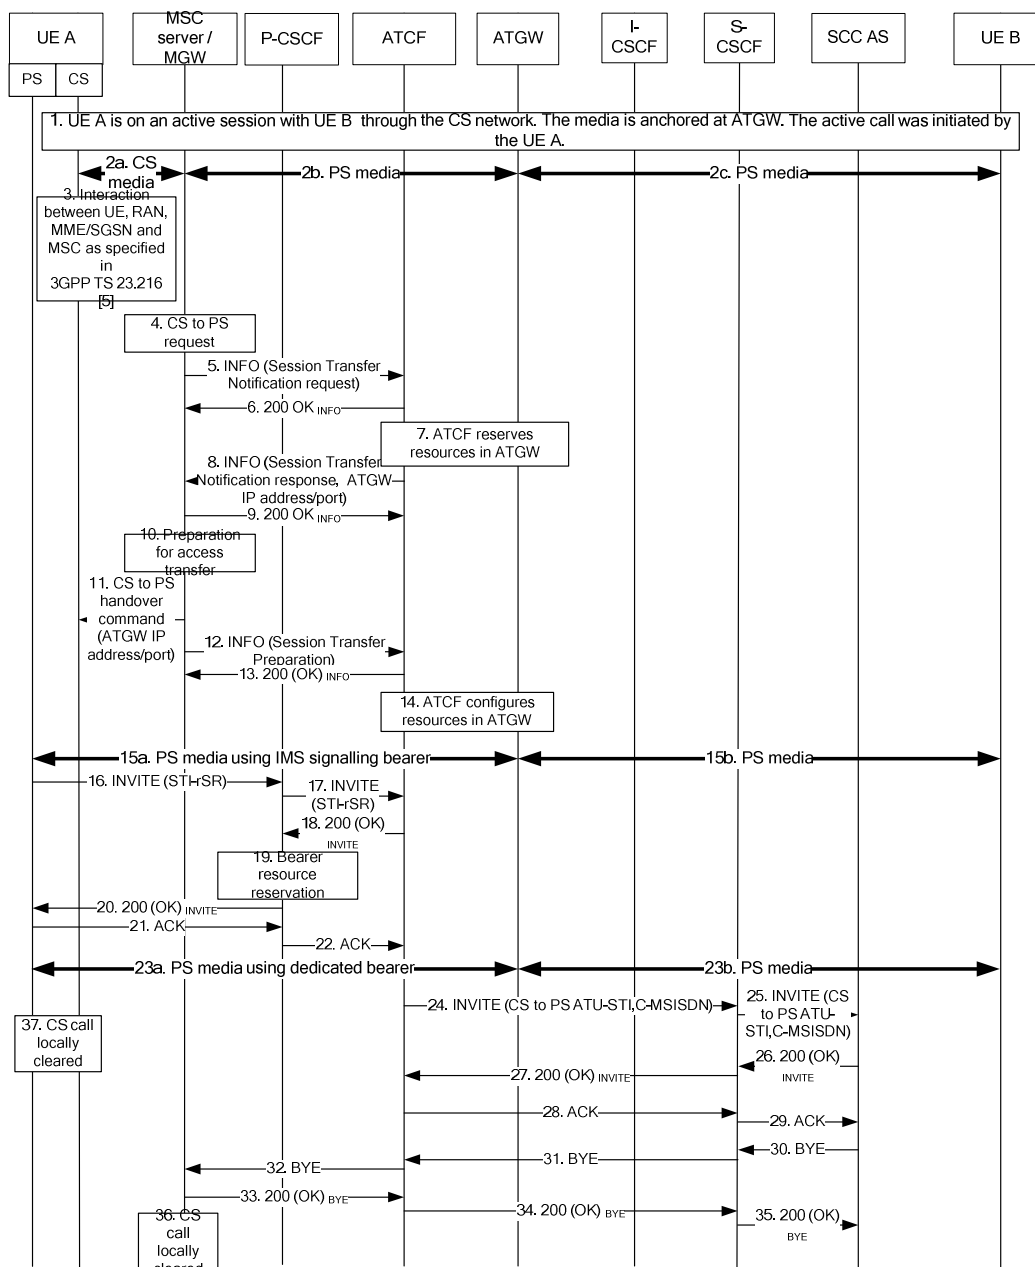 UE A
MSC
server /
MGW
P-CSCF
ATCF
ATGW
I-
CSCF
S-
CSCF
SCC AS
UE B
PS
CS
1. UE A is on an active session with UE B through the CS network. The media is anchored at ATGW. The active call was initiated by
the UE A.
2a. CS
media
2b. PS media
2c. PS media
3. Interaction
between UE, RAN,
MME/SGSN and
MSC as specified
in
3GPP TS 23.216
[5]
4. CS to PS
request
5. INFO (Session Transfer
Notification request)
6. 200 OK INFO
7. ATCF reserves
resources in ATGW
8. INFO (Session Transfer
Notification response, ATGW
IP address/port)
9. 200 OK INFO
10. Preparation
for access
transfer
11. CS to PS
handover
command
(ATGW IP
address/port)
12. INFO (Session Transfer
Preparation)
13. 200 (OK) INFO
14. ATCF configures
resources in ATGW
15a. PS media using IMS signalling bearer
15b. PS media
16. INVITE (STI-rSR)
17. INVITE
(STI-rSR)
18. 200 (OK)
INVITE
19. Bearer
resource
reservation
20. 200 (OK) INVITE
21. ACK
22. ACK
23a. PS media using dedicated bearer
23b. PS media
24. INVITE (CS to PS ATU-STI,C-MSISDN)
25. INVITE (CS
to PS ATU-
STI,C-MSISDN)
37. CS call
locally
cleared
26. 200 (OK)
INVITE
27. 200 (OK) INVITE
28. ACK
29. ACK
30. BYE
31. BYE
32. BYE
33. 200 (OK) BYE
34. 200 (OK) BYE
35. 200 (OK)
BYE
36. CS
call
locally
cleared